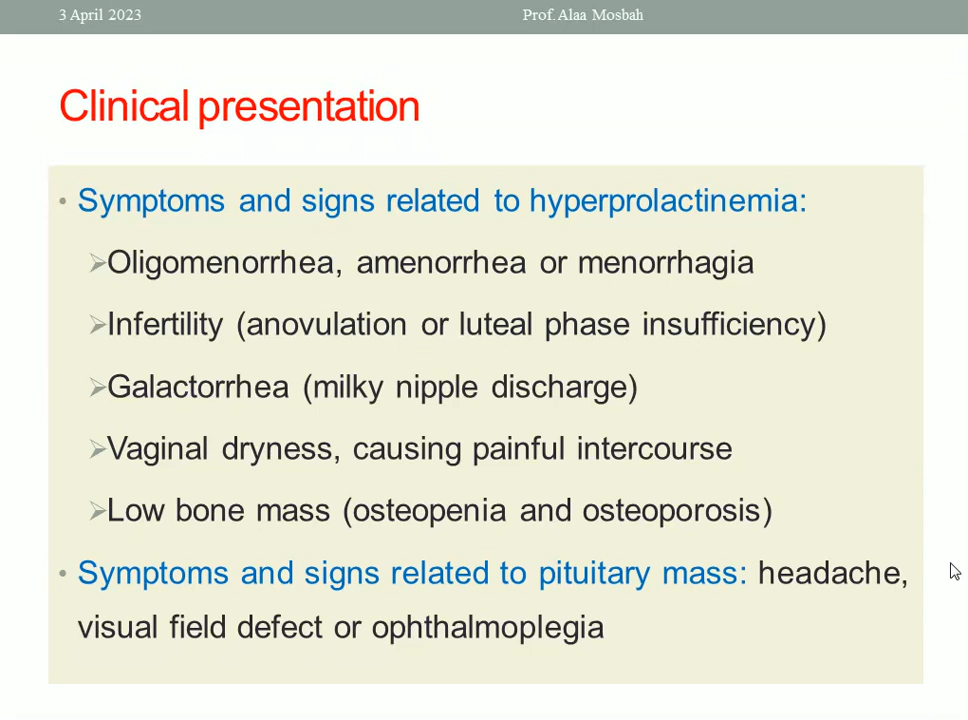 3 April 2023
Prof. Alaa Mosbah
Clinical presentation
• Symptoms and signs related to hyperprolactinemia:
➢Oligomenorrhea, amenorrhea or menorrhagia
➢Infertility (anovulation or luteal phase insufficiency)
➢Galactorrhea (milky nipple discharge)
➢Vaginal dryness, causing painful intercourse
➢Low bone mass (osteopenia and osteoporosis)
• Symptoms and signs related to pituitary mass: headache,
visual field defect or ophthalmoplegia